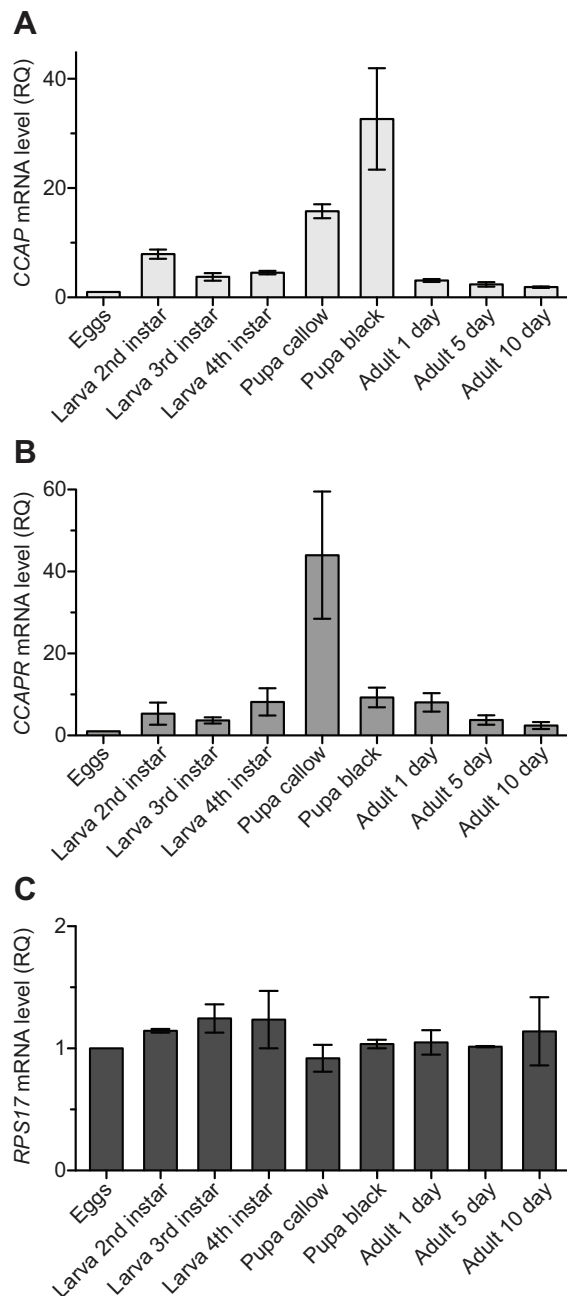 A
CCAP mRNA level (RQ)
40
20
0
Eggs
Larva 2nd instar
Larva 3rd instar
Larva 4th instar
Pupa callow
Pupa black
Adult 1 day
Adult 5 day
Adult 10 day
B
CCAPR mRNA level (RQ)
60
40
20
0
Eggs
Larva 2nd instar
Larva 3rd instar
Larva 4th instar
Pupa callow
Pupa black
Adult 1 day
Adult 5 day
Adult 10 day
C
RPS17 mRNA level (RQ)
2
1
0
Eggs
Larva 2nd instar
Larva 3rd instar
Larva 4th instar
Pupa callow
Pupa black
Adult 1 day
Adult 5 day
Adult 10 day